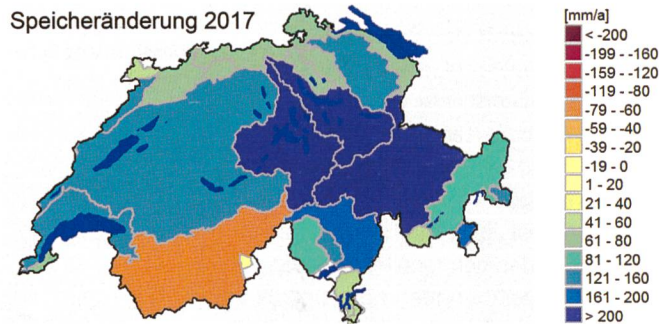 Speicheränderung 2017
[mm/a]
< -200
-199 - -160
-159 - -120
-119 - -80
-79 - -60
-59 - -40
-39 - -20
-19 - 0
1 - 20
21 - 40
41 - 60
61 - 80
81 - 120
121 - 160
161 - 200
> 200